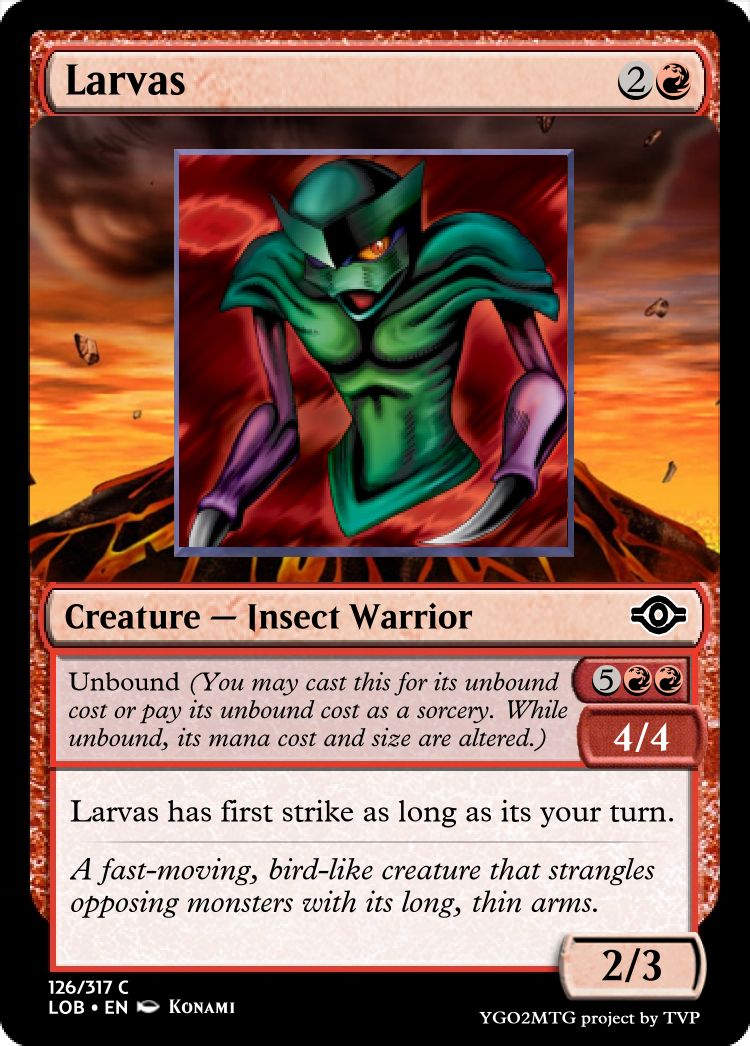 Larvas 2
Creature — Insect Warrior
Unbound (You may cast this for its unbound 5
cost or pay its unbound cost as a sorcery. While
unbound, its mana cost and size are altered.) 4/4
Larvas has first strike as long as its your turn.
A fast-moving, bird-like creature that strangles
opposing monsters with its long, thin arms.
2/3
126/317 C
LOB • EN KONAMI
YGO2MTG project by TVP